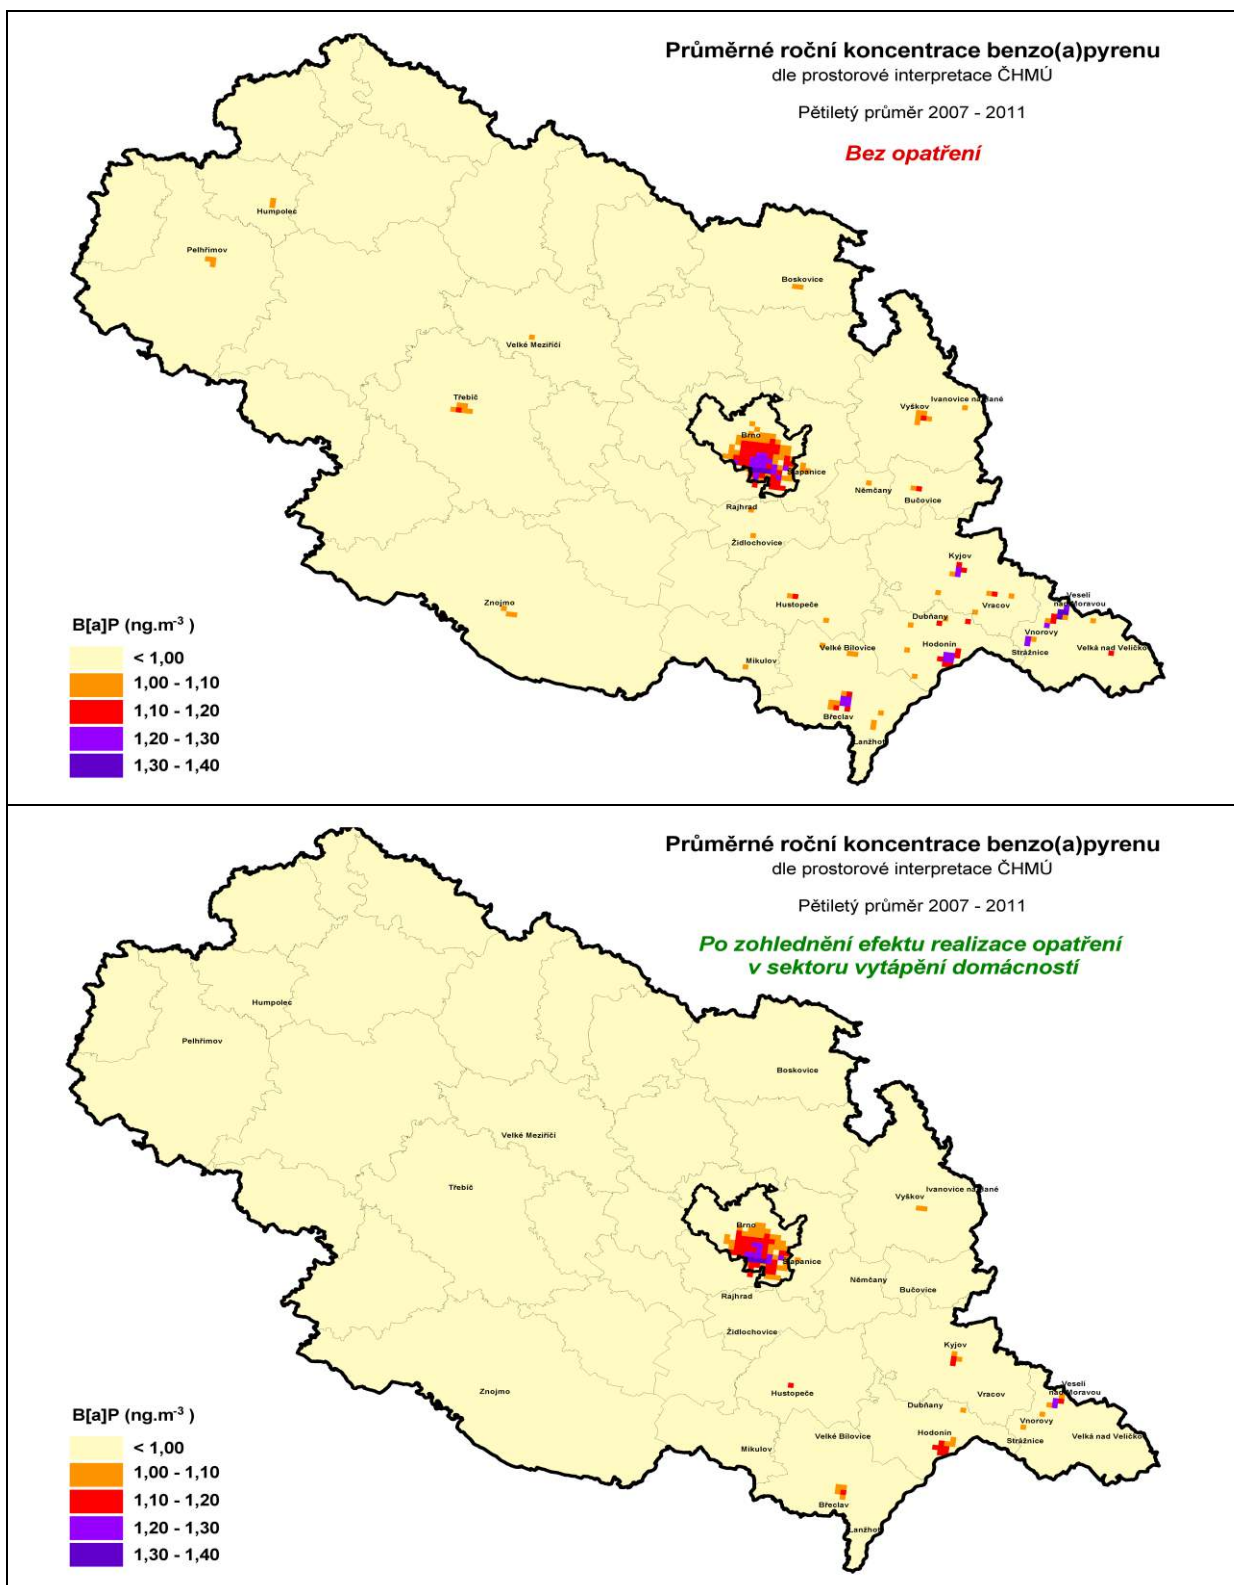 Průměrné roční koncentrace benzo(a)pyrenu
dle prostorové interpretace ČHMÚ
Pětiletý průměr 2007 - 2011
Bez opatření
Humpolec
Pelhřimov
Boskovice
Velké Meziříčí
Třebíč
Ivanovice na Hané
Vyškov
Brno
Šlapanice
Němčany
Bučovice
Rajhrad
Židlochovice
Kyjov
Znojmo
Hustopeče
Vracov
Veselí
nad Moravou
Dubňany
Vnorovy
Velké Bílovice
Hodonín
Strážnice
Velká nad Veličkou
Mikulov
Břeclav
Lanžhot
B[a]P (ng.m-3 )
< 1,00
1,00 - 1,10
1,10 - 1,20
1,20 - 1,30
1,30 - 1,40
Průměrné roční koncentrace benzo(a)pyrenu
dle prostorové interpretace ČHMÚ
Pětiletý průměr 2007 - 2011
Po zohlednění efektu realizace opatření
v sektoru vytápění domácností
Humpolec
Pelhřimov
Boskovice
Velké Meziříčí
Třebíč
Ivanovice na Hané
Vyškov
Brno
Šlapanice
Němčany
Bučovice
Rajhrad
Židlochovice
Kyjov
Znojmo
Hustopeče
Vracov
Veselí
nad Moravou
Dubňany
Vnorovy
Velké Bílovice
Hodonín
Strážnice
Velká nad Veličkou
Mikulov
Břeclav
Lanžhot
B[a]P (ng.m-3 )
< 1,00
1,00 - 1,10
1,10 - 1,20
1,20 - 1,30
1,30 - 1,40